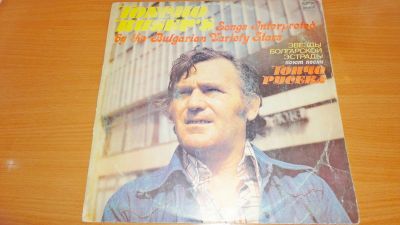 Songs Interpreted
by the Bulgarian Variety Stars
ЗВЕЗДЫ
БОЛГАРСКОЙ
ЭСТРАДЫ
поют песни
ТОНЧО
РУСЕВА